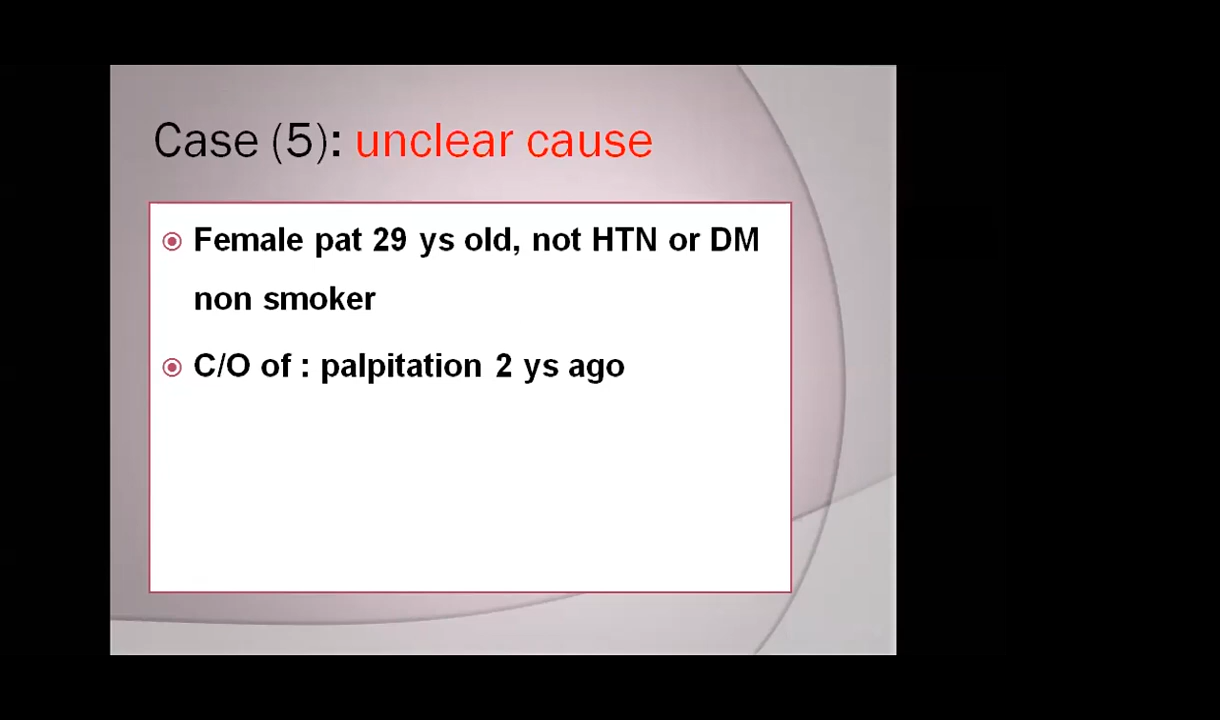 Case (5): unclear cause
Female pat 29 ys old, not HTN or DM
non smoker
C/O of : palpitation 2 ys ago